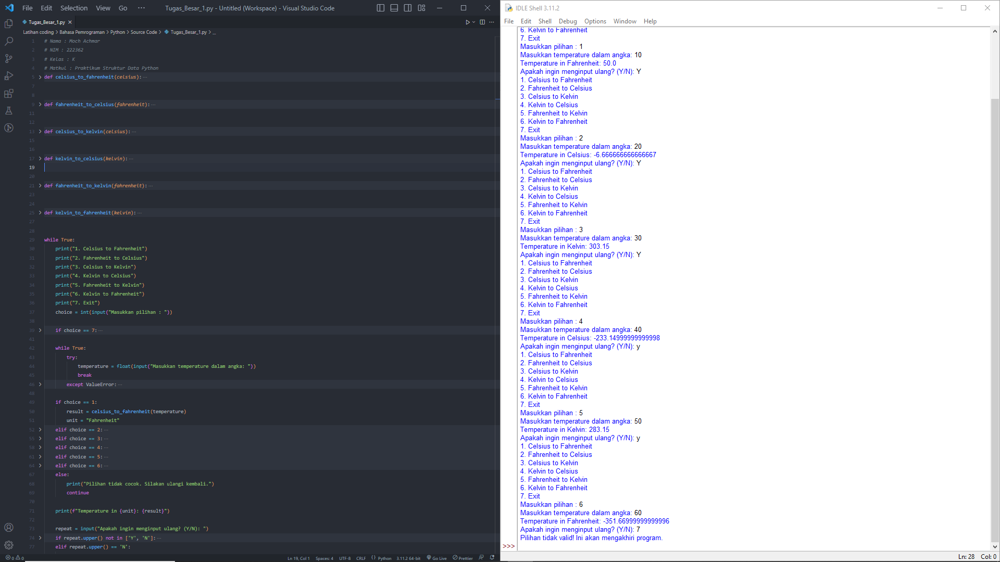 File Edit Selection View Go ··· Tugas_Besar_1.py - Untitled (Workspace) - Visual Studio Code
Tugas_Besar_1.py
Latihan coding > Bahasa Pemrograman > Python > Source Code > Tugas_Besar_1.py > ...
1 # Nama : Moch Achmar
2 # NIM : 222362
3 # Kelas : K
4 # Matkul : Praktikum Struktur Data Python
5 def celsius_to_fahrenheit(celsius): ···
7
8
9 def fahrenheit_to_celsius(fahrenheit): ···
11
12
13 def celsius_to_kelvin(celsius): ···
15
16
17 def kelvin_to_celsius(kelvin): ···
19
20
21 def fahrenheit_to_kelvin(fahrenheit): ···
23
24
25 def kelvin_to_fahrenheit(kelvin): ···
27
28
29 while True:
30 print("1. Celsius to Fahrenheit")
31 print("2. Fahrenheit to Celsius")
32 print("3. Celsius to Kelvin")
33 print("4. Kelvin to Celsius")
34 print("5. Fahrenheit to Kelvin")
35 print("6. Kelvin to Fahrenheit")
36 print("7. Exit")
37 choice = int(input("Masukkan pilihan : "))
38
39 if choice == 7: ···
41
42 while True:
43 try:
44 temperature = float(input("Masukkan temperature dalam angka: "))
45 break
46 except ValueError: ···
48
49 if choice == 1:
50 result = celsius_to_fahrenheit(temperature)
51 unit = "Fahrenheit"
52 elif choice == 2: ···
55 elif choice == 3: ···
58 elif choice == 4: ···
61 elif choice == 5: ···
64 elif choice == 6: ···
67 else:
68 print("Pilihan tidak cocok. Silakan ulangi kembali.")
69 continue
70
71 print(f"Temperature in {unit}: {result}")
72
73 repeat = input("Apakah ingin menginput ulang? (Y/N): ")
74 if repeat.upper() not in ['Y', 'N']: ···
77 elif repeat.upper() == 'N':
0 0 Ln 19, Col 1 Spaces: 4 UTF-8 CRLF {} Python 3.11.2 64-bit Go Live Prettier
IDLE Shell 3.11.2
File Edit Shell Debug Options Window Help
6. Kelvin to Fahrenheit
7. Exit
Masukkan pilihan : 1
Masukkan temperature dalam angka: 10
Temperature in Fahrenheit: 50.0
Apakah ingin menginput ulang? (Y/N): Y
1. Celsius to Fahrenheit
2. Fahrenheit to Celsius
3. Celsius to Kelvin
4. Kelvin to Celsius
5. Fahrenheit to Kelvin
6. Kelvin to Fahrenheit
7. Exit
Masukkan pilihan : 2
Masukkan temperature dalam angka: 20
Temperature in Celsius: -6.666666666666667
Apakah ingin menginput ulang? (Y/N): Y
1. Celsius to Fahrenheit
2. Fahrenheit to Celsius
3. Celsius to Kelvin
4. Kelvin to Celsius
5. Fahrenheit to Kelvin
6. Kelvin to Fahrenheit
7. Exit
Masukkan pilihan : 3
Masukkan temperature dalam angka: 30
Temperature in Kelvin: 303.15
Apakah ingin menginput ulang? (Y/N): Y
1. Celsius to Fahrenheit
2. Fahrenheit to Celsius
3. Celsius to Kelvin
4. Kelvin to Celsius
5. Fahrenheit to Kelvin
6. Kelvin to Fahrenheit
7. Exit
Masukkan pilihan : 4
Masukkan temperature dalam angka: 40
Temperature in Celsius: -233.14999999999998
Apakah ingin menginput ulang? (Y/N): y
1. Celsius to Fahrenheit
2. Fahrenheit to Celsius
3. Celsius to Kelvin
4. Kelvin to Celsius
5. Fahrenheit to Kelvin
6. Kelvin to Fahrenheit
7. Exit
Masukkan pilihan : 5
Masukkan temperature dalam angka: 50
Temperature in Kelvin: 283.15
Apakah ingin menginput ulang? (Y/N): y
1. Celsius to Fahrenheit
2. Fahrenheit to Celsius
3. Celsius to Kelvin
4. Kelvin to Celsius
5. Fahrenheit to Kelvin
6. Kelvin to Fahrenheit
7. Exit
Masukkan pilihan : 6
Masukkan temperature dalam angka: 60
Temperature in Fahrenheit: -351.66999999999996
Apakah ingin menginput ulang? (Y/N): 7
Pilihan tidak valid! Ini akan mengakhiri program.
>>>
Ln: 28 Col: 0